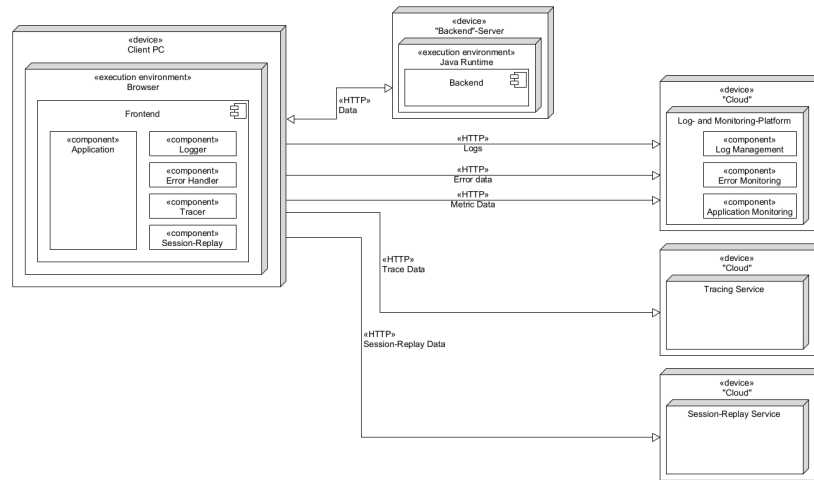 «device»
Client PC
«execution environment»
Browser
Frontend
«component»
Application
«component»
Logger
«component»
Error Handler
«component»
Tracer
«component»
Session-Replay
«HTTP»
Data
«device»
"Backend"-Server
«execution environment»
Java Runtime
Backend
«HTTP»
Logs
«HTTP»
Error data
«HTTP»
Metric Data
«HTTP»
Trace Data
«HTTP»
Session-Replay Data
«device»
"Cloud"
Log- and Monitoring-Platform
«component»
Log Management
«component»
Error Monitoring
«component»
Application Monitoring
«device»
"Cloud"
Tracing Service
«device»
"Cloud"
Session-Replay Service